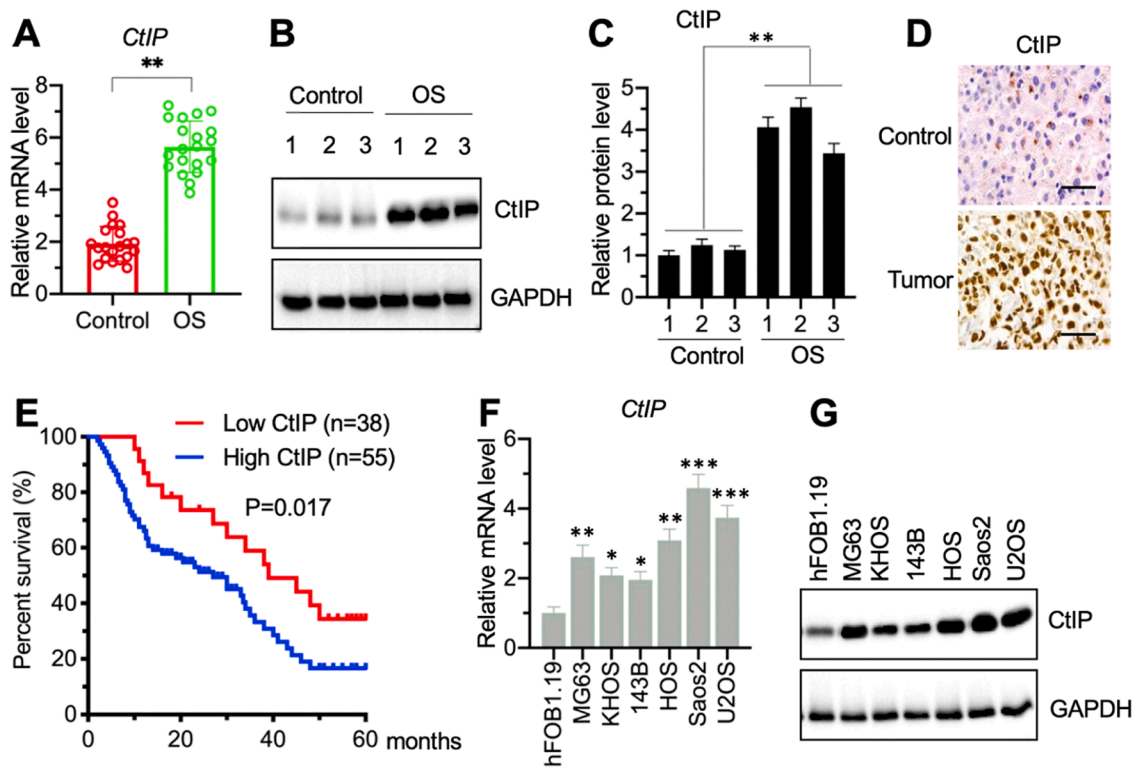 A
CtIP
**
Relative mRNA level
8
6
4
2
0
Control
OS
B
Control OS
1 2 3 1 2 3
CtIP
GAPDH
C
CtIP
**
Relative protein level
5
4
1
0
1 2 3 1 2 3
Control OS
D
CtIP
Control
Tumor
E
Low CtIP (n=38)
High CtIP (n=55)
P=0.017
Percent survival (%)
100
80
60
40
20
0
0 20 40 60 months
F
CtIP
Relative mRNA level
6
4
2
0
** * * ** *** ***
hFOB1.19
MG63
KHOS
143B
HOS
Saos2
U2OS
G
hFOB1.19
MG63
KHOS
143B
HOS
Saos2
U2OS
CtIP
GAPDH